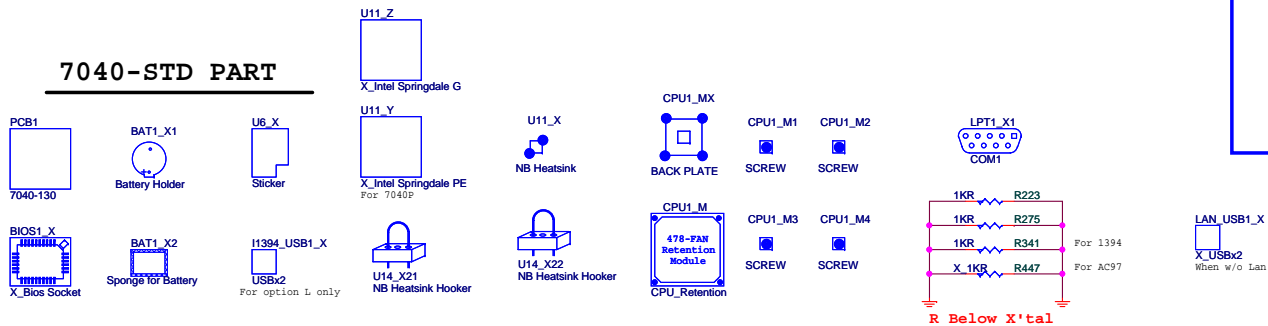 U11_Z
X_Intel Springdale G
7040-STD PART
PCB1
7040-130
BAT1_X1
Battery Holder
U6_X
Sticker
U11_Y
X_Intel Springdale PE
For 7040P
U11_X
NB Heatsink
CPU1_MX
BACK PLATE
CPU1_M1
SCREW
CPU1_M2
SCREW
LPT1_X1
COM1
BIOS1_X
X_Bios Socket
BAT1_X2
Sponge for Battery
I1394_USB1_X
USBx2
For option L only
U14_X21
NB Heatsink Hooker
U14_X22
NB Heatsink Hooker
CPU1_M
478-FAN
Retention
Module
CPU_Retention
CPU1_M3
SCREW
CPU1_M4
SCREW
1KR R223
1KR R275
1KR R341 For 1394
X_1KR R447 For AC97
R Below X'tal
LAN_USB1_X
X_USBx2
When w/o Lan